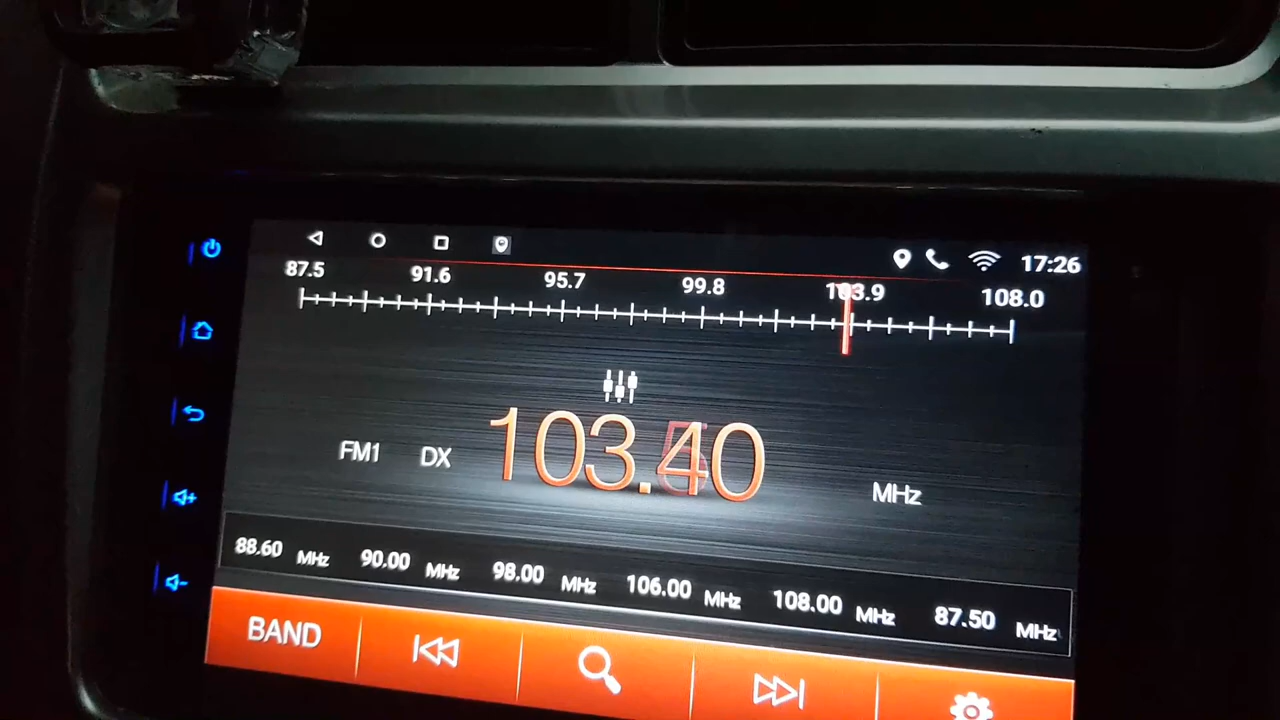 17:26
87.5 91.6 95.7 99.8 103.9 108.0
FM1 DX 103.40 MHz
88.60 MHz 90.00 MHz 98.00 MHz 106.00 MHz 108.00 MHz 87.50 MHz
BAND